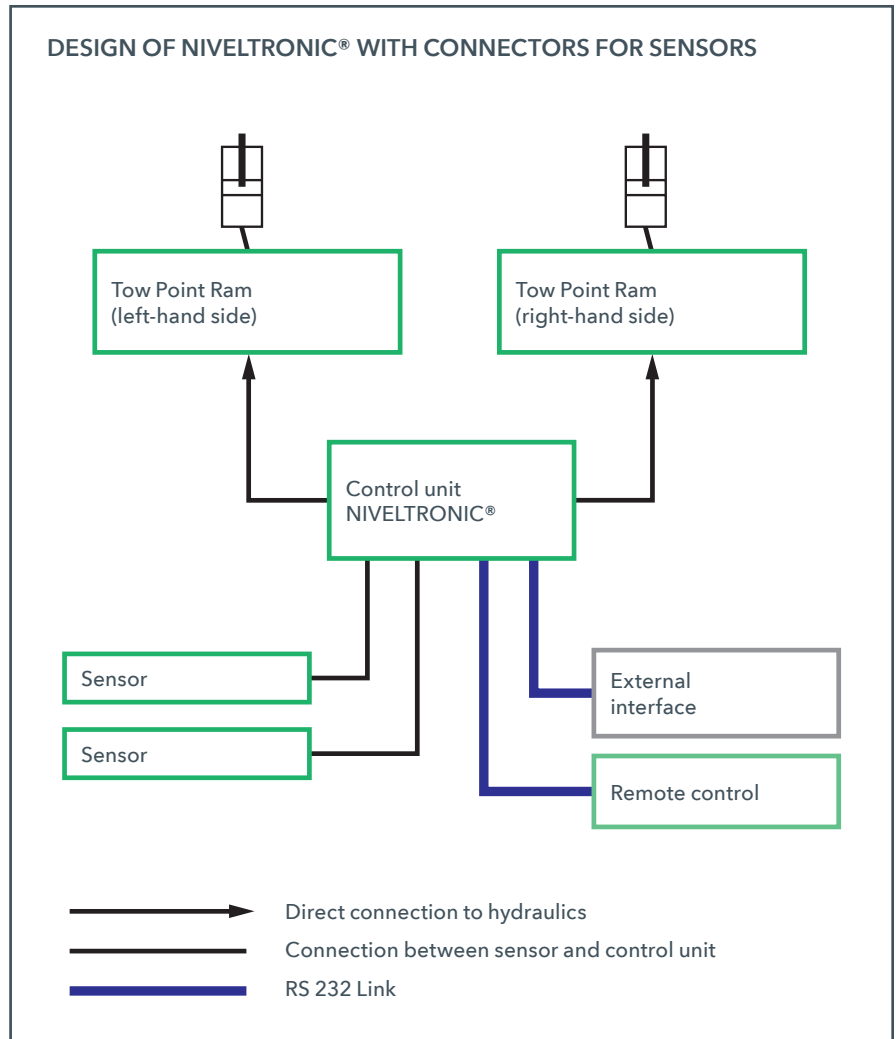 DESIGN OF NIVELTRONIC® WITH CONNECTORS FOR SENSORS
Tow Point Ram
(left-hand side)
Tow Point Ram
(right-hand side)
Control unit
NIVELTRONIC®
Sensor
Sensor
External
interface
Remote control
Direct connection to hydraulics
Connection between sensor and control unit
RS 232 Link